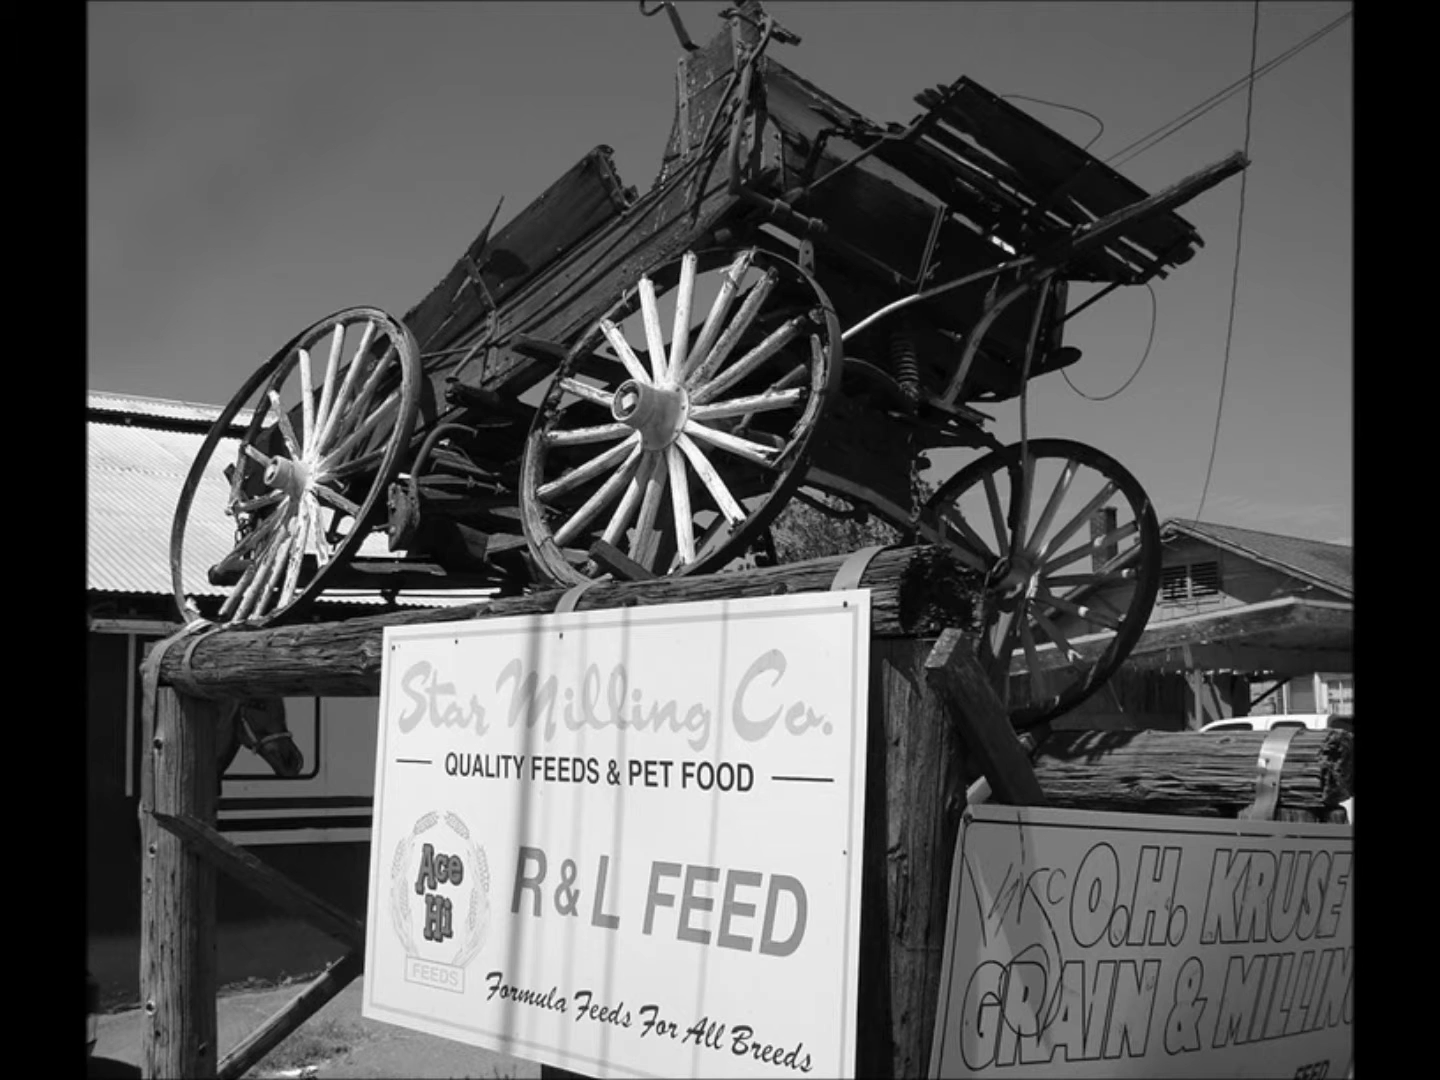 Star Milling Co.
QUALITY FEEDS & PET FOOD
Ace
Hi
FEEDS
R & L FEED
Formula Feeds For All Breeds
O.H. KRUSE
GRAIN & MILLIN
FEED